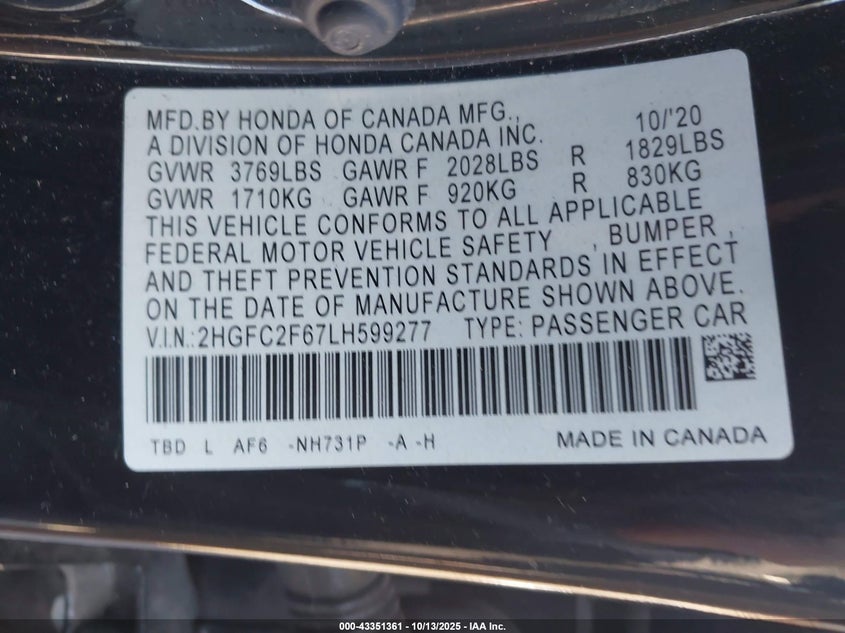 MFD.BY HONDA OF CANADA MFG., 10/'20
A DIVISION OF HONDA CANADA INC.
GVWR 3769LBS GAWR F 2028LBS R 1829LBS
GVWR 1710KG GAWR F 920KG R 830KG
THIS VEHICLE CONFORMS TO ALL APPLICABLE
FEDERAL MOTOR VEHICLE SAFETY , BUMPER ,
AND THEFT PREVENTION STANDARDS IN EFFECT
ON THE DATE OF MANUFACTURE SHOWN ABOVE.
V.I.N.:2HGFC2F67LH599277 TYPE: PASSENGER CAR
TBD L AF6 -NH731P -A -H MADE IN CANADA
000-43351361 - 10/13/2025 - IAA Inc.